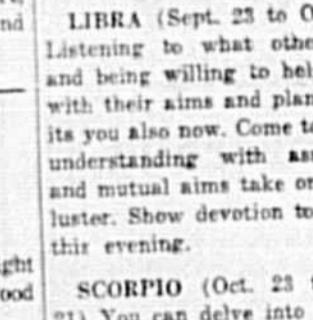 nd
LIBRA (Sept. 23 to O
Listening to what othe
and being willing to hel
with their aims and plan
its you also now. Come to
understanding with ass
and mutual aims take on
luster. Show devotion to
this evening.
ght
ood
SCORPIO (Oct. 23 t
21) You can delve into